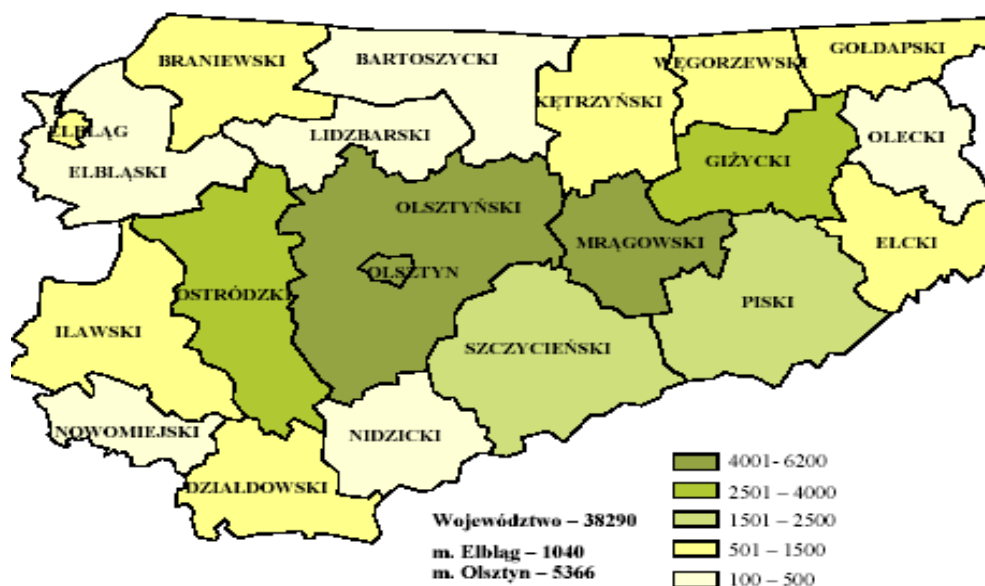 GOŁDAPSKI
BRANIEWSKI
BARTOSZYCKI
WĘGORZEWSKI
KĘTRZYŃSKI
ELBLĄG
LIDZBARSKI
OLECKI
GIŻYCKI
ELBLĄSKI
OLSZTYŃSKI
MRĄGOWSKI
ELCKI
OLSZTYN
OSTRÓDZKI
PISKI
IŁAWSKI
SZCZYCIEŃSKI
NOWOMIEJSKI
NIDZICKI
DZIAŁDOWSKI
4001- 6200
2501 – 4000
1501 – 2500
501 – 1500
100 – 500
Województwo – 38290
m. Elbląg – 1040
m. Olsztyn – 5366